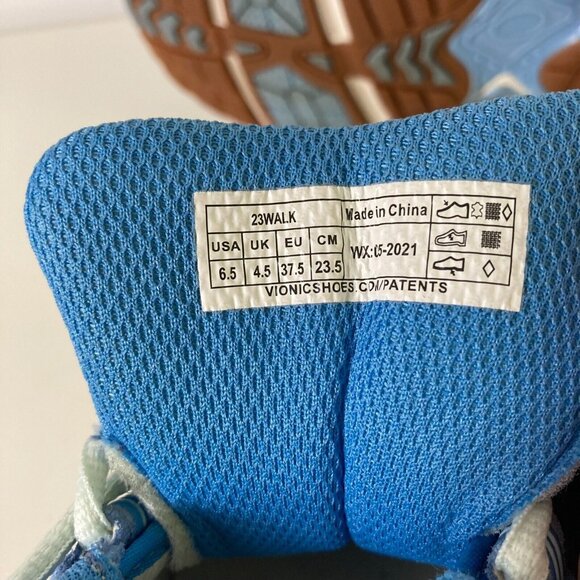 23WALK Made in China
USA UK EU CM
WX:05-2021
6.5 4.5 37.5 23.5
VIONICSHOES.COM/PATENTS